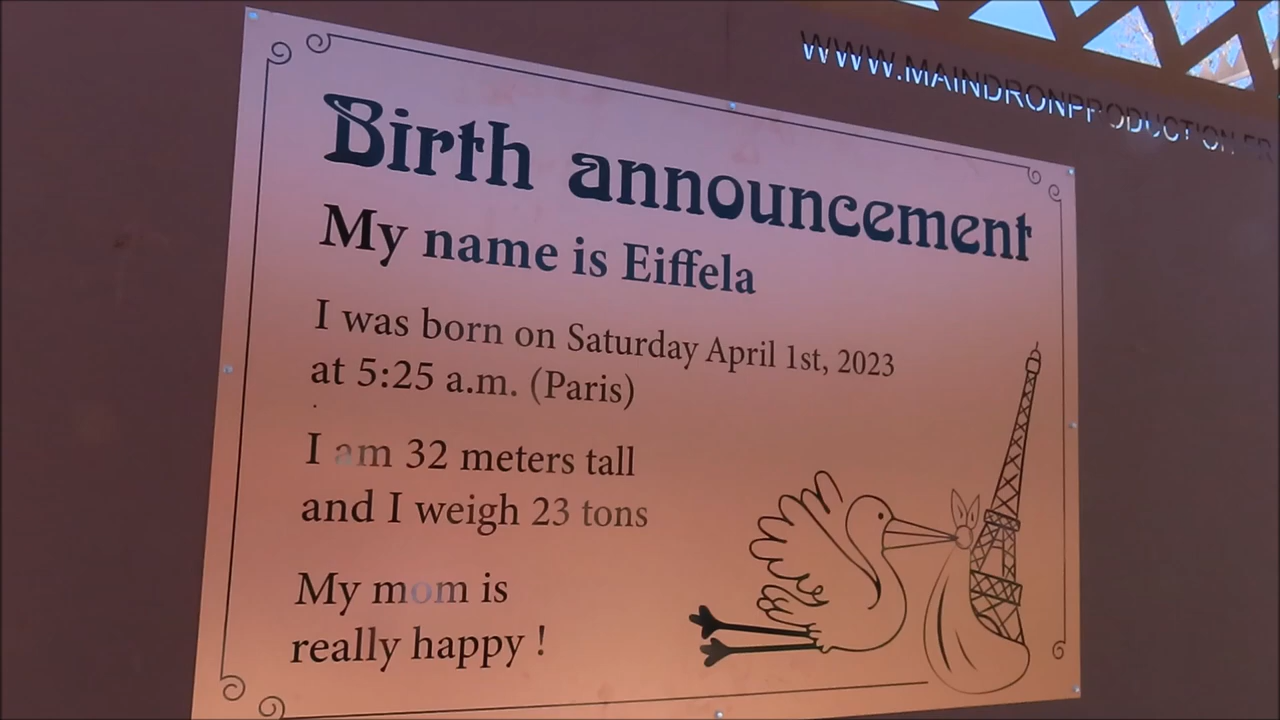 WWW.MAINDRONPRODUCTION.FR
Birth announcement
My name is Eiffela
I was born on Saturday April 1st, 2023
at 5:25 a.m. (Paris)
I am 32 meters tall
and I weigh 23 tons
My mom is
really happy !